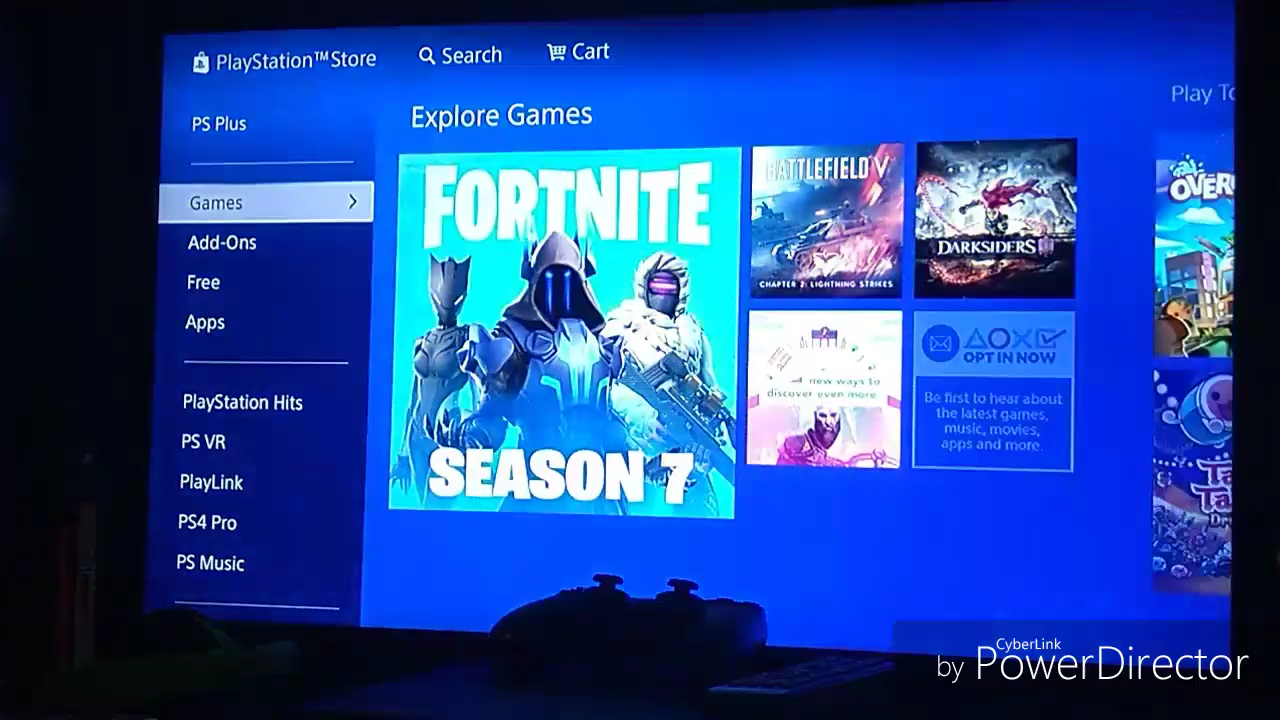 PlayStation™Store
Search
Cart
PS Plus
Games
Add-Ons
Free
Apps
PlayStation Hits
PS VR
PlayLink
PS4 Pro
PS Music
Explore Games
FORTNITE
SEASON 7
BATTLEFIELD V
CHAPTER 2: LIGHTNING STRIKES
DARKSIDERS III
new ways to
discover even more
OPT IN NOW
Be first to hear about
the latest games,
music, movies,
apps and more.
Play To
OVER
Ta
Ta
Dr
CyberLink
by PowerDirector